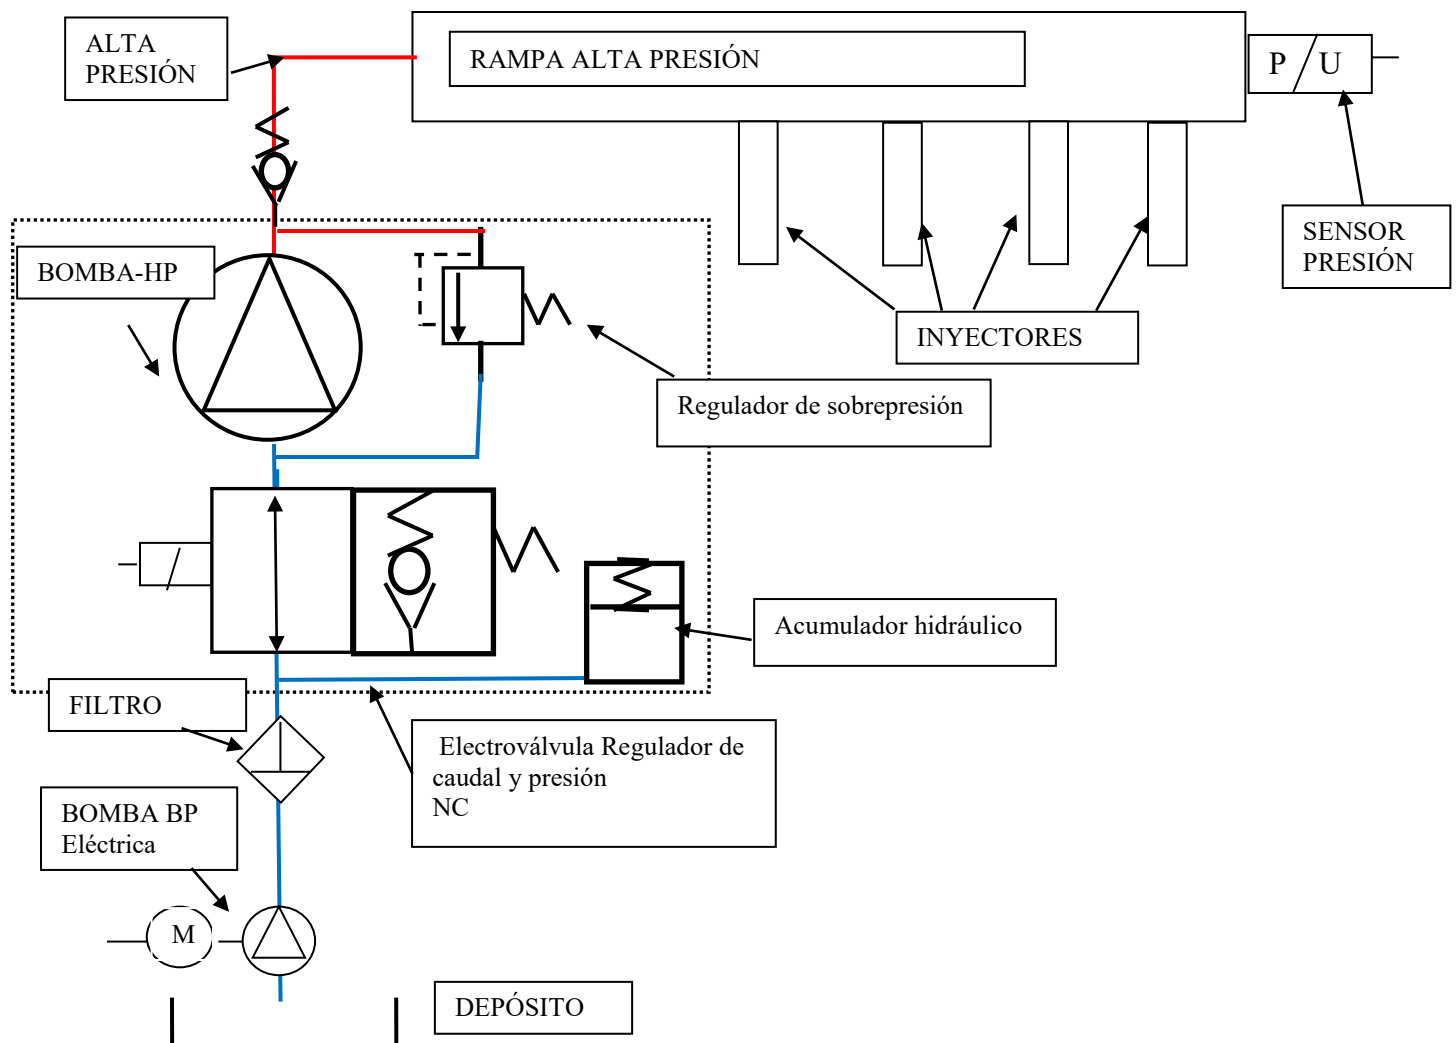 ALTA
PRESIÓN
RAMPA ALTA PRESIÓN
P / U
SENSOR
PRESIÓN
BOMBA-HP
INYECTORES
Regulador de sobrepresión
Acumulador hidráulico
FILTRO
Electroválvula Regulador de
caudal y presión
NC
BOMBA BP
Eléctrica
M
DEPÓSITO